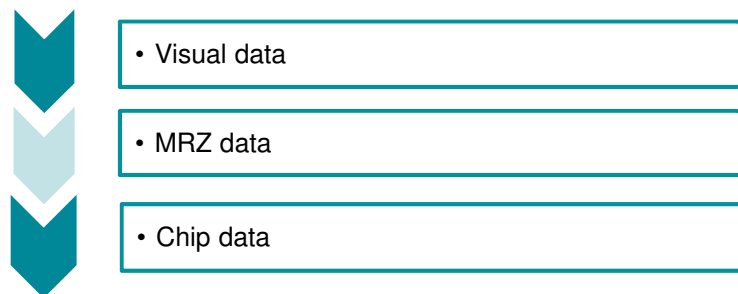 • Visual data
• MRZ data
• Chip data